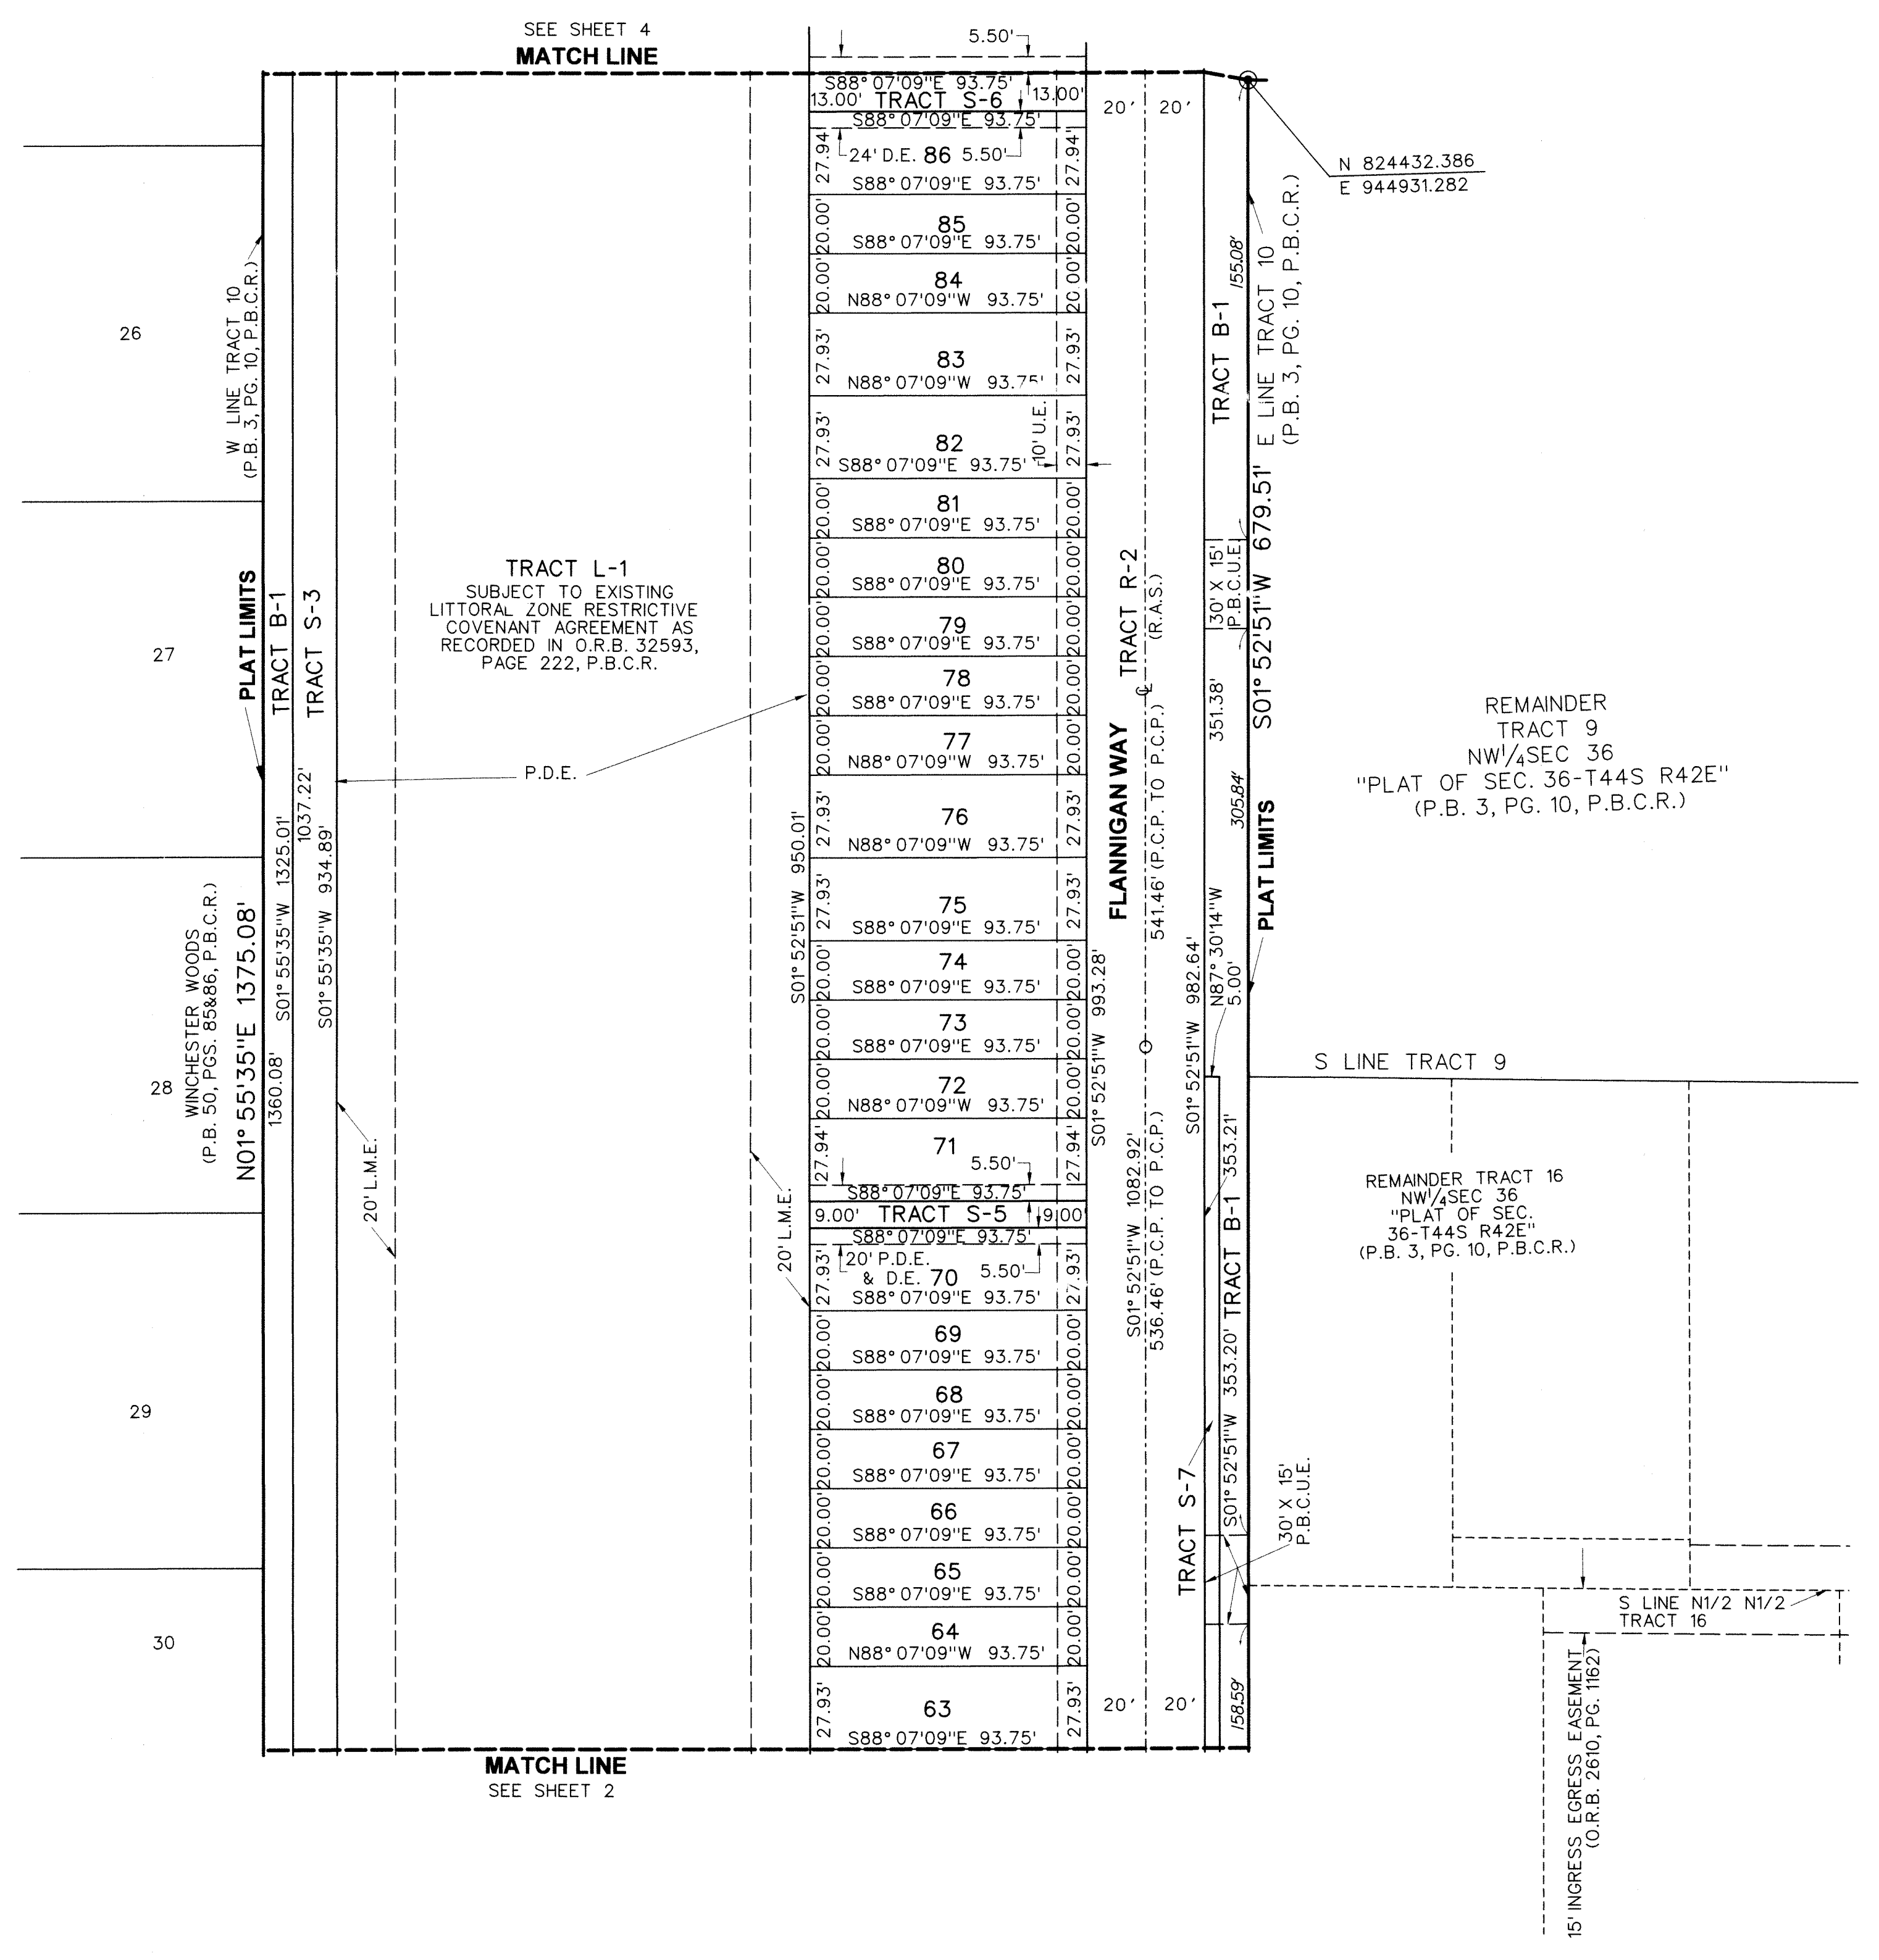 SEE SHEET 4
MATCH LINE
5.50'
S88°07'09"E 93.75'
13.00' TRACT S-6 13.00'
S88°07'09"E 93.75'
20' 20'
27.94' 24' D.E. 86 5.50' 27.94'
S88°07'09"E 93.75'
N 824432.386
E 944931.282
20.00' 85 20.00'
S88°07'09"E 93.75'
20.00' 84 20.00'
N88°07'09"W 93.75'
27.93' 83 27.93'
N88°07'09"W 93.75'
27.93' 82 27.93'
S88°07'09"E 93.75'
10' U.E.
20.00' 81 20.00'
S88°07'09"E 93.75'
20.00' 80 20.00'
S88°07'09"E 93.75'
20.00' 79 20.00'
S88°07'09"E 93.75'
20.00' 78 20.00'
S88°07'09"E 93.75'
20.00' 77 20.00'
N88°07'09"W 93.75'
27.93' 76 27.93'
N88°07'09"W 93.75'
27.93' 75 27.93'
S88°07'09"E 93.75'
20.00' 74 20.00'
S88°07'09"E 93.75'
20.00' 73 20.00'
S88°07'09"E 93.75'
20.00' 72 20.00'
N88°07'09"W 93.75'
27.94' 71 27.94'
5.50'
S88°07'09"E 93.75'
9.00' TRACT S-5 9.00'
S88°07'09"E 93.75'
27.93' 20' P.D.E. 27.93'
& D.E. 70 5.50'
S88°07'09"E 93.75'
20.00' 69 20.00'
S88°07'09"E 93.75'
20.00' 68 20.00'
S88°07'09"E 93.75'
20.00' 67 20.00'
S88°07'09"E 93.75'
20.00' 66 20.00'
S88°07'09"E 93.75'
20.00' 65 20.00'
S88°07'09"E 93.75'
20.00' 64 20.00'
N88°07'09"W 93.75'
27.93' 63 27.93'
S88°07'09"E 93.75'
20' 20'
26
27
28
29
30
W LINE TRACT 10
(P.B. 3, PG. 10, P.B.C.R.)
PLAT LIMITS
TRACT B-1
TRACT S-3
WINCHESTER WOODS
(P.B. 50, PGS. 85&86, P.B.C.R.)
N01°55'35"E 1375.08'
1360.08'
S01°55'35"W 1325.01'
1037.22'
S01°55'35"W 934.89'
TRACT L-1
SUBJECT TO EXISTING
LITTORAL ZONE RESTRICTIVE
COVENANT AGREEMENT AS
RECORDED IN O.R.B. 32593,
PAGE 222, P.B.C.R.
P.D.E.
20' L.M.E.
20' L.M.E.
S01°52'51"W 950.01'
S01°52'51"W 993.28'
FLANNIGAN WAY TRACT R-2
(R.A.S.)
℄
541.46' (P.C.P. TO P.C.P.)
S01°52'51"W 1082.92'
536.46' (P.C.P. TO P.C.P.)
S01°52'51"W 982.64'
N87°30'14"W
5.00'
TRACT B-1
155.08'
30' X 15'
P.B.C.U.E.
351.38'
305.84'
S01°52'51"W 679.51'
E LINE TRACT 10
(P.B. 3, PG. 10, P.B.C.R.)
PLAT LIMITS
353.21'
S01°52'51"W 353.20' TRACT B-1
TRACT S-7
30' X 15'
P.B.C.U.E.
158.59'
REMAINDER
TRACT 9
NW1/4SEC 36
"PLAT OF SEC. 36-T44S R42E"
(P.B. 3, PG. 10, P.B.C.R.)
S LINE TRACT 9
REMAINDER TRACT 16
NW1/4SEC 36
"PLAT OF SEC.
36-T44S R42E"
(P.B. 3, PG. 10, P.B.C.R.)
S LINE N1/2 N1/2
TRACT 16
15' INGRESS EGRESS EASEMENT
(O.R.B. 2610, PG. 1162)
MATCH LINE
SEE SHEET 2